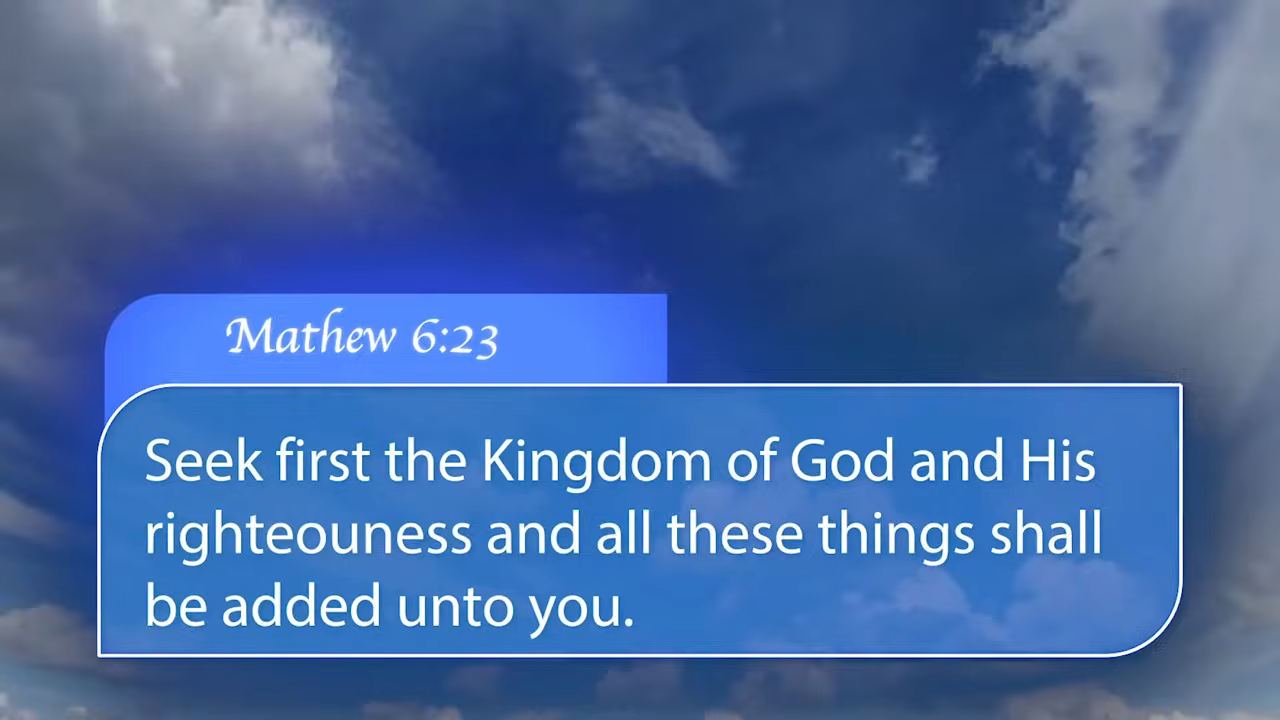 Mathew 6:23
Seek first the Kingdom of God and His
righteouness and all these things shall
be added unto you.